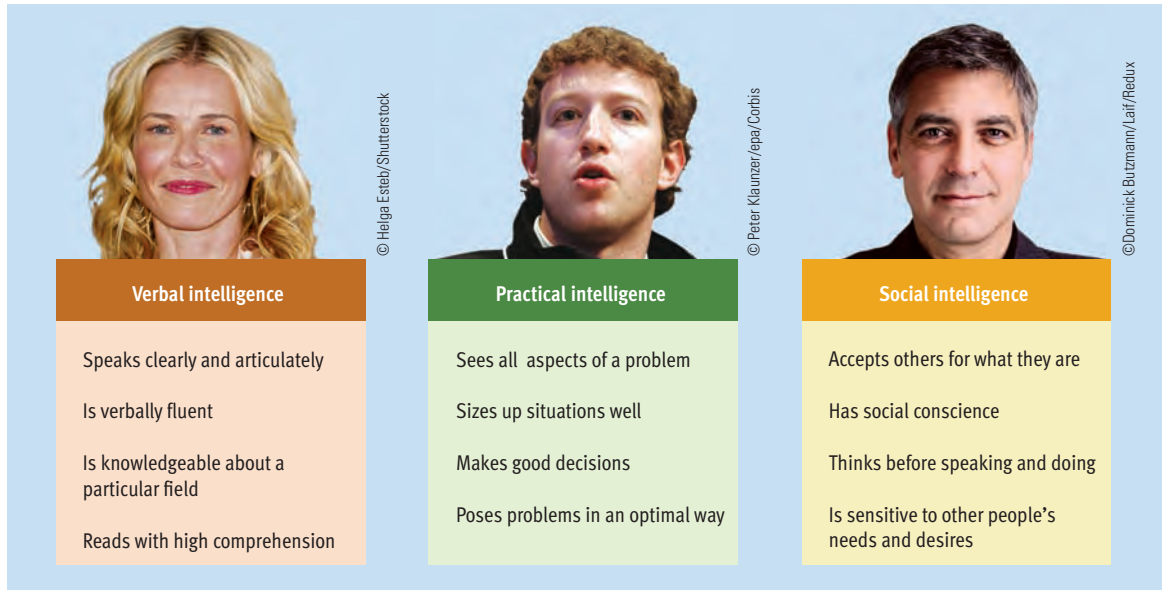 © Helga Esteb/Shutterstock
© Peter Klaunzer/epa/Corbis
©Dominick Butzmann/Laif/Redux
Verbal intelligence
Speaks clearly and articulately
Is verbally fluent
Is knowledgeable about a
particular field
Reads with high comprehension
Practical intelligence
Sees all aspects of a problem
Sizes up situations well
Makes good decisions
Poses problems in an optimal way
Social intelligence
Accepts others for what they are
Has social conscience
Thinks before speaking and doing
Is sensitive to other people’s
needs and desires